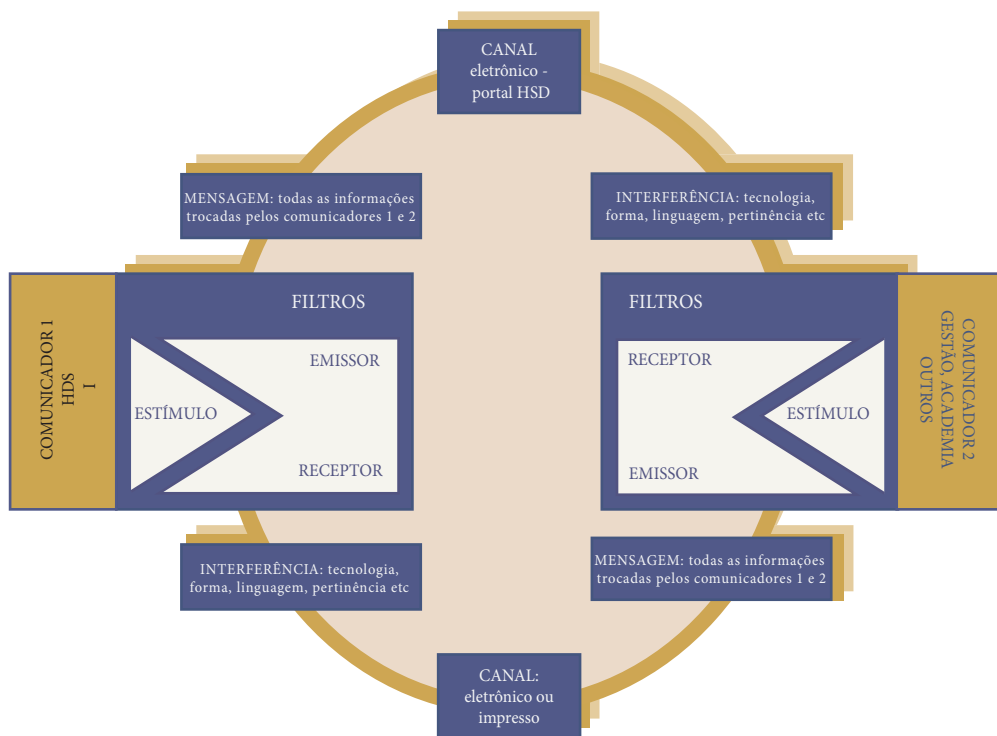 CANAL
eletrônico -
portal HSD
MENSAGEM: todas as informações
trocadas pelos comunicadores 1 e 2
INTERFERÊNCIA: tecnologia,
forma, linguagem, pertinência etc
COMUNICADOR 1
HDS
I
FILTROS
EMISSOR
ESTÍMULO
RECEPTOR
FILTROS
RECEPTOR
ESTÍMULO
EMISSOR
COMUNICADOR 2
GESTÃO, ACADEMIA
OUTROS
INTERFERÊNCIA: tecnologia,
forma, linguagem, pertinência etc
MENSAGEM: todas as informações
trocadas pelos comunicadores 1 e 2
CANAL:
eletrônico ou
impresso